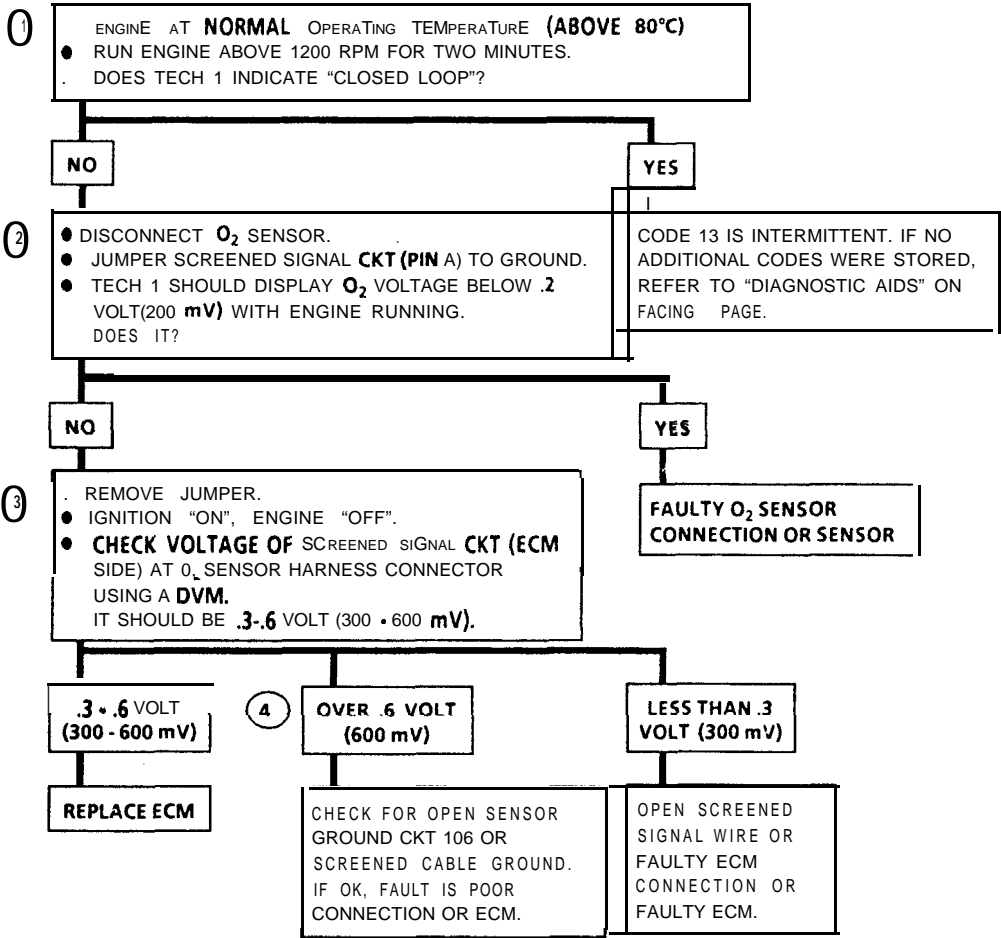 1
ENGINE AT NORMAL OPERATING TEMPERATURE (ABOVE 80°C)
● RUN ENGINE ABOVE 1200 RPM FOR TWO MINUTES.
. DOES TECH 1 INDICATE “CLOSED LOOP”?
NO
YES
2
● DISCONNECT O2 SENSOR.
● JUMPER SCREENED SIGNAL CKT (PIN A) TO GROUND.
● TECH 1 SHOULD DISPLAY O2 VOLTAGE BELOW .2
VOLT(200 mV) WITH ENGINE RUNNING.
DOES IT?
CODE 13 IS INTERMITTENT. IF NO
ADDITIONAL CODES WERE STORED,
REFER TO “DIAGNOSTIC AIDS” ON
FACING PAGE.
NO
YES
3
. REMOVE JUMPER.
● IGNITION “ON”, ENGINE “OFF”.
● CHECK VOLTAGE OF SCREENED SIGNAL CKT (ECM
SIDE) AT 0, SENSOR HARNESS CONNECTOR
USING A DVM.
IT SHOULD BE .3-.6 VOLT (300 • 600 mV).
FAULTY O2 SENSOR
CONNECTION OR SENSOR
.3 • .6 VOLT
(300 - 600 mV)
4
OVER .6 VOLT
(600 mV)
LESS THAN .3
VOLT (300 mV)
REPLACE ECM
CHECK FOR OPEN SENSOR
GROUND CKT 106 OR
SCREENED CABLE GROUND.
IF OK, FAULT IS POOR
CONNECTION OR ECM.
OPEN SCREENED
SIGNAL WIRE OR
FAULTY ECM
CONNECTION OR
FAULTY ECM.